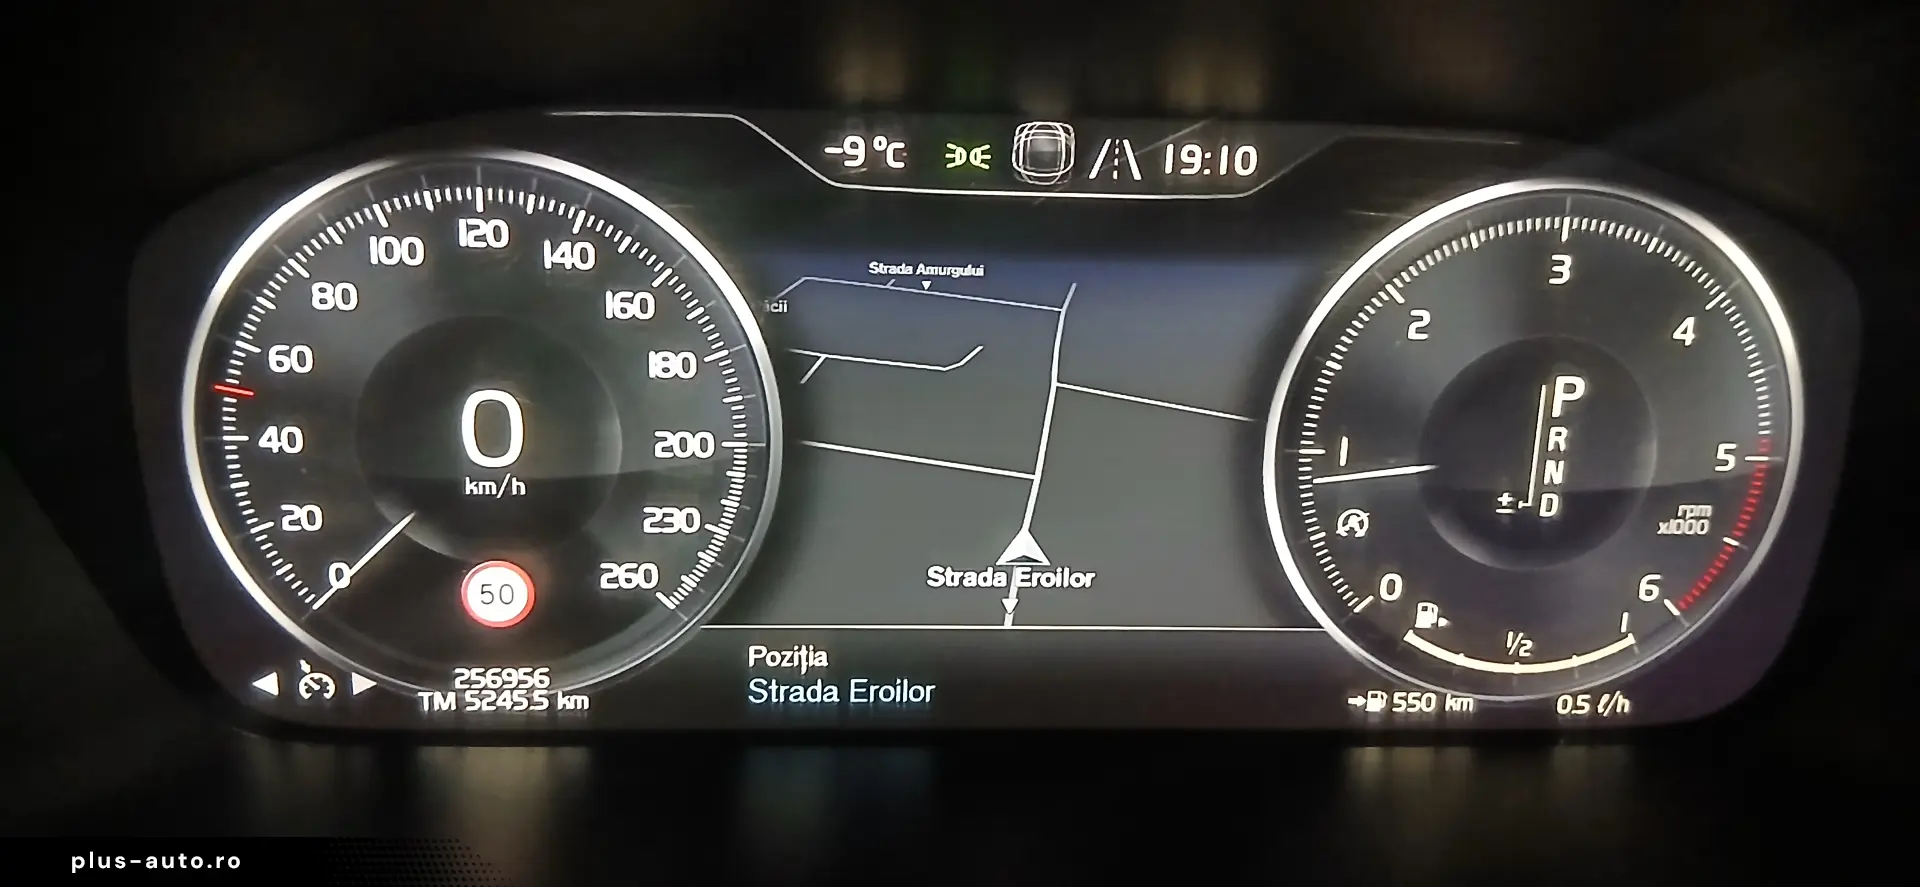 -9 °C
19:10
0
20
40
60
80
100
120
140
160
180
200
230
260
0
km/h
50
256956
TM 5245.5 km
Strada Amurgului
icii
Strada Eroilor
Poziția
Strada Eroilor
0
1
2
3
4
5
6
rpm
x1000
P
R
N
± D
1/2
1
550 km
0.5 ℓ/h
plus-auto.ro